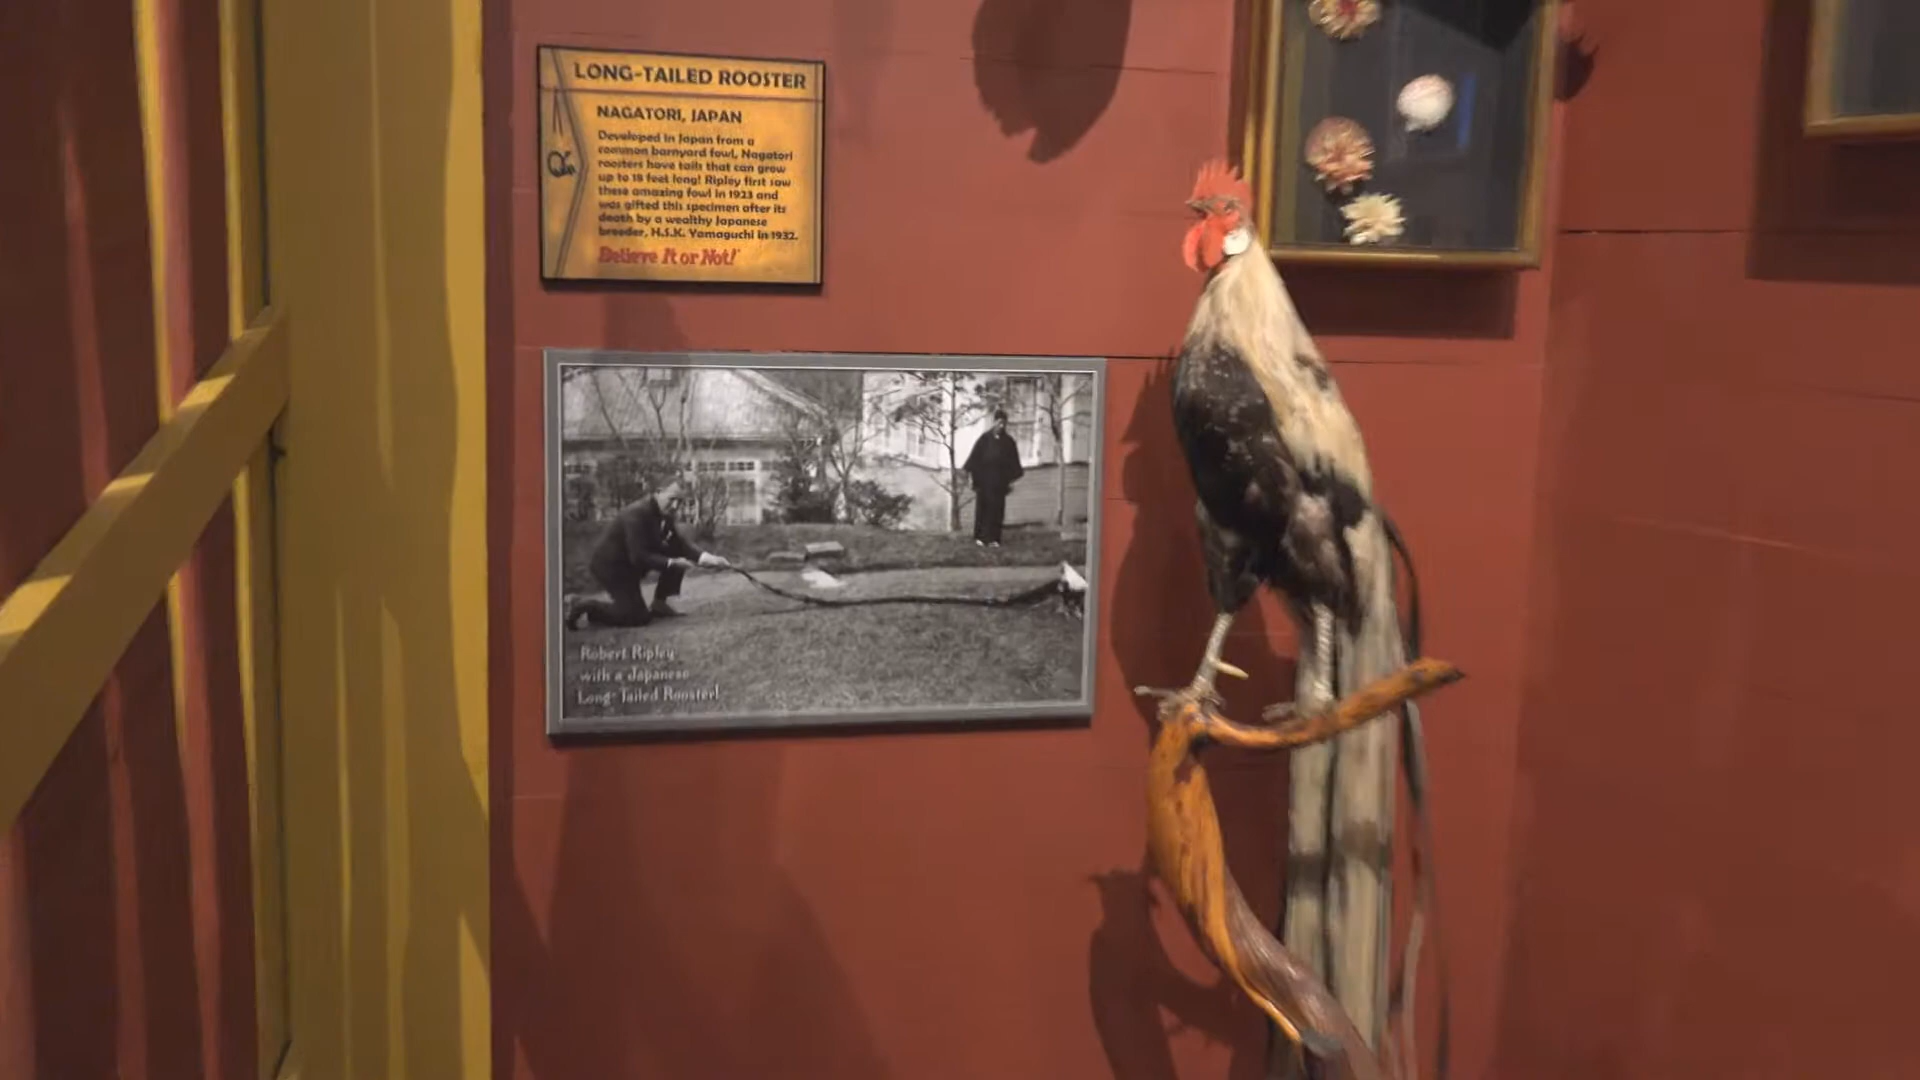 LONG-TAILED ROOSTER
NAGATORI, JAPAN
Developed in Japan from a
common barnyard fowl, Nagatori
roosters have tails that can grow
up to 18 feet long! Ripley first saw
these amazing fowl in 1923 and
was gifted this specimen after its
death by a wealthy Japanese
breeder, H.S.K. Yamaguchi in 1932.
Believe It or Not!
Robert Ripley
with a Japanese
Long-Tailed Rooster!